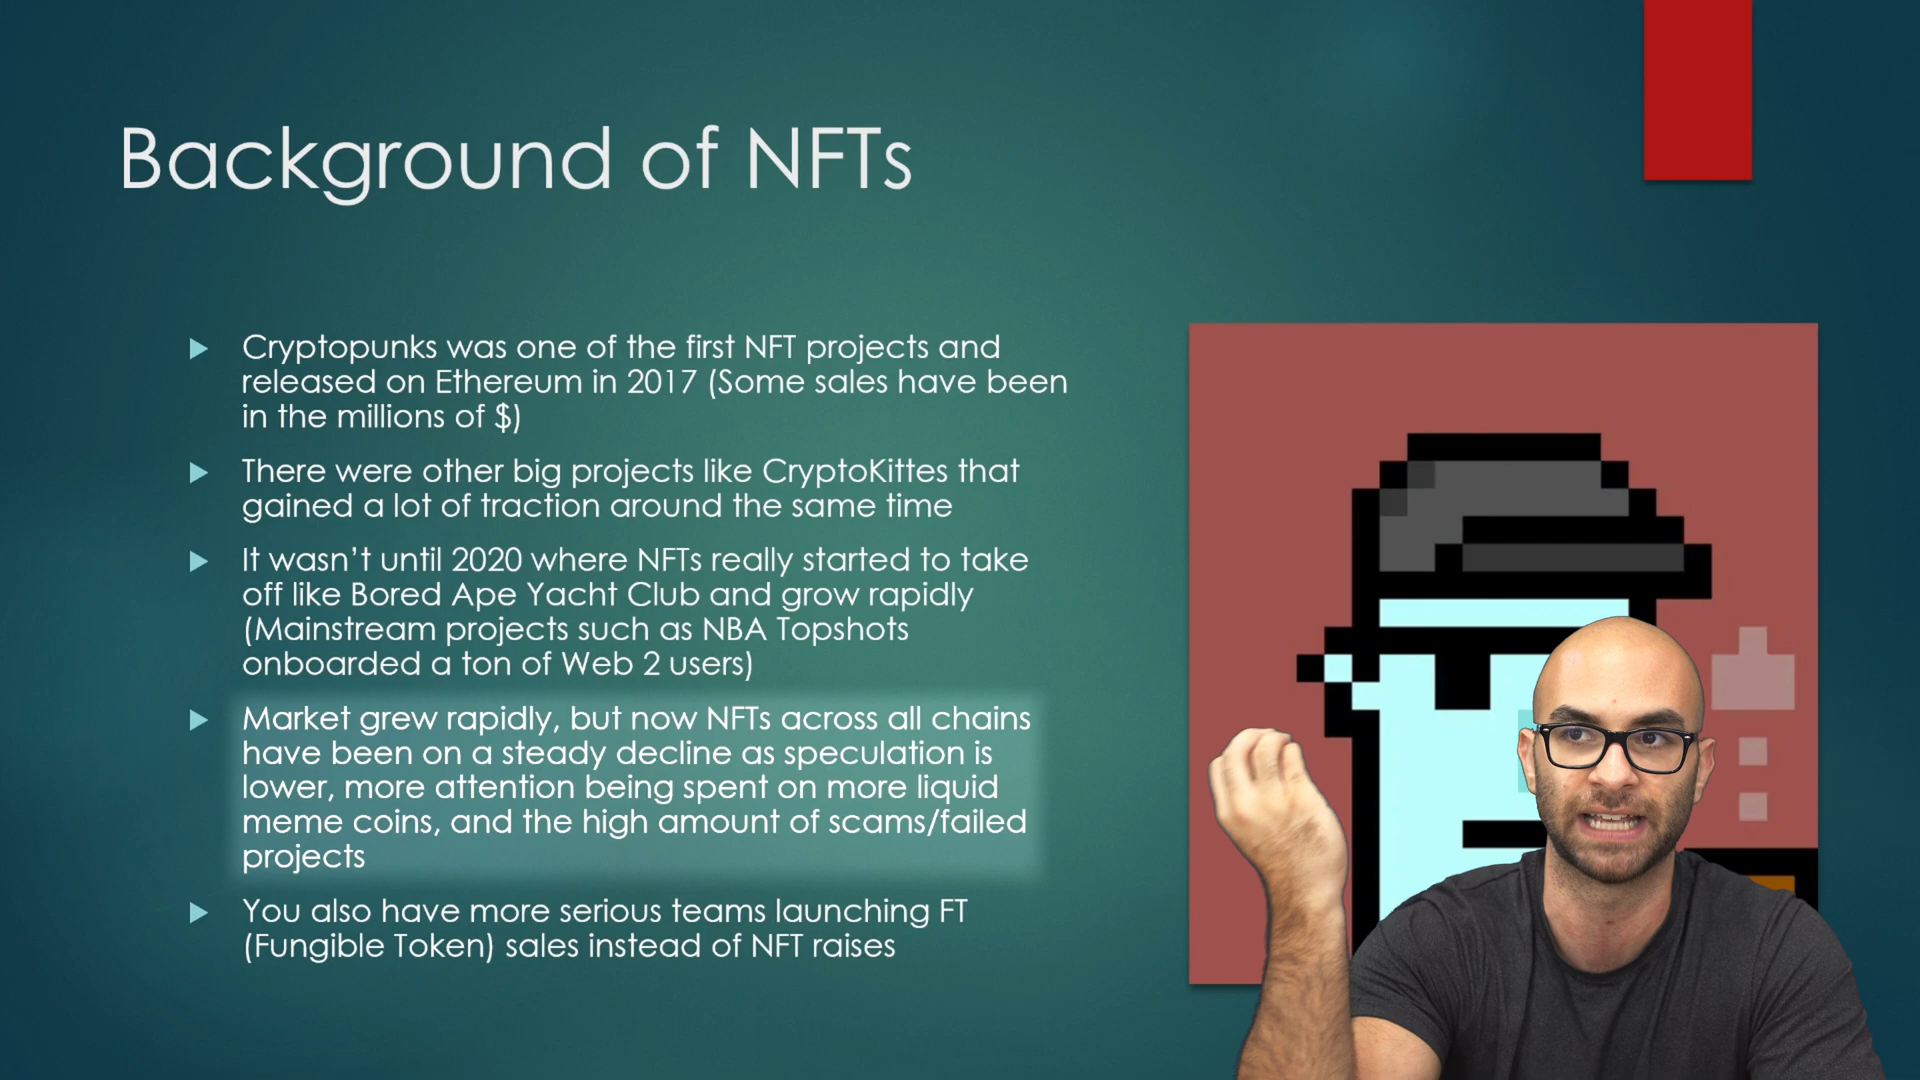 Background of NFTs
Cryptopunks was one of the first NFT projects and
released on Ethereum in 2017 (Some sales have been
in the millions of $)
There were other big projects like CryptoKittes that
gained a lot of traction around the same time
It wasn’t until 2020 where NFTs really started to take
off like Bored Ape Yacht Club and grow rapidly
(Mainstream projects such as NBA Topshots
onboarded a ton of Web 2 users)
Market grew rapidly, but now NFTs across all chains
have been on a steady decline as speculation is
lower, more attention being spent on more liquid
meme coins, and the high amount of scams/failed
projects
You also have more serious teams launching FT
(Fungible Token) sales instead of NFT raises